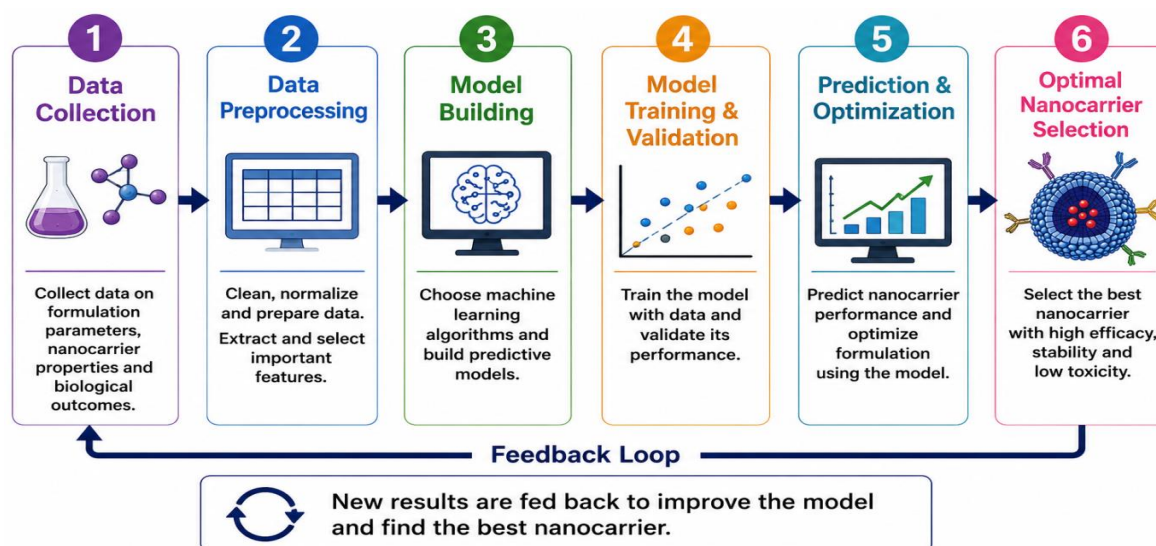 1
Data
Collection
Collect data on
formulation
parameters,
nanocarrier
properties and
biological
outcomes.
2
Data
Preprocessing
Clean, normalize
and prepare data.
Extract and select
important
features.
3
Model
Building
Choose machine
learning
algorithms and
build predictive
models.
4
Model
Training &
Validation
Train the model
with data and
validate its
performance.
5
Prediction &
Optimization
Predict nanocarrier
performance and
optimize
formulation
using the model.
6
Optimal
Nanocarrier
Selection
Select the best
nanocarrier
with high efficacy,
stability and
low toxicity.
Feedback Loop
New results are fed back to improve the model
and find the best nanocarrier.